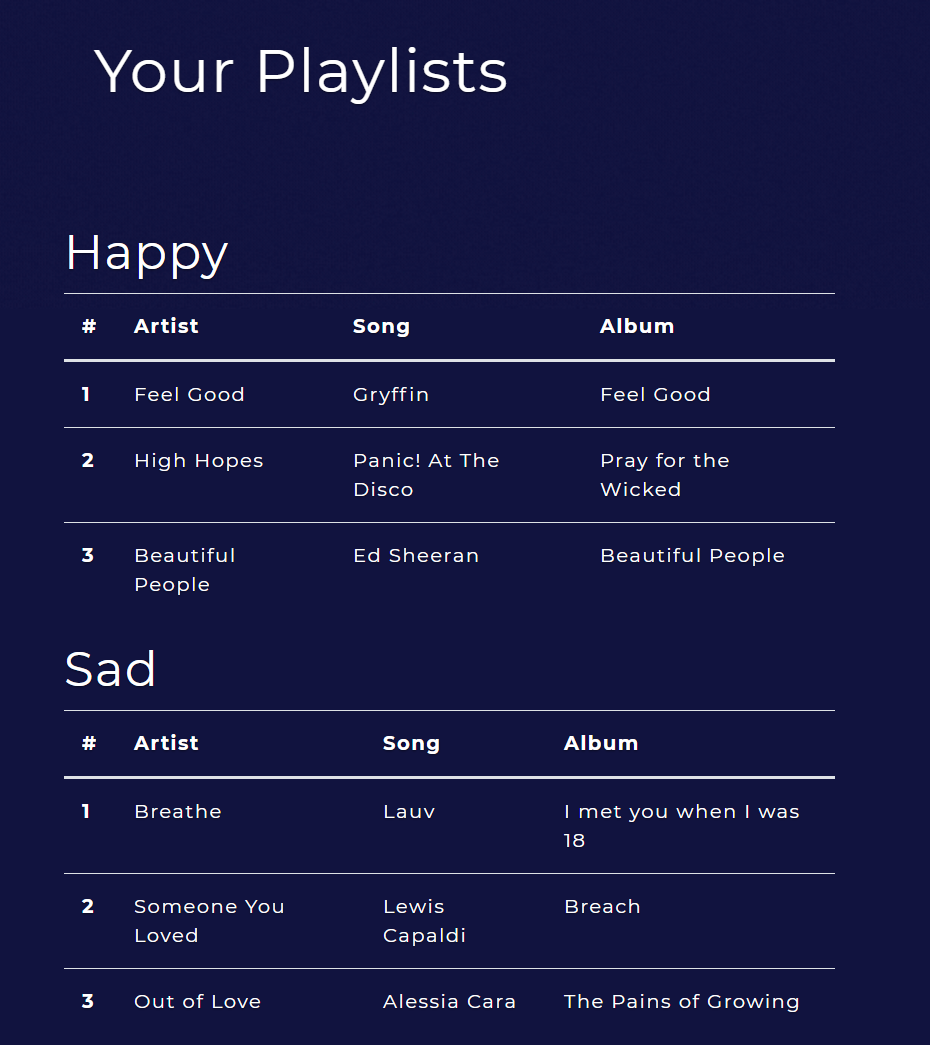 Your Playlists
Happy
# Artist Song Album
1 Feel Good Gryffin Feel Good
2 High Hopes Panic! At The Pray for the
Disco Wicked
3 Beautiful Ed Sheeran Beautiful People
People
Sad
# Artist Song Album
1 Breathe Lauv I met you when I was
18
2 Someone You Lewis Breach
Loved Capaldi
3 Out of Love Alessia Cara The Pains of Growing